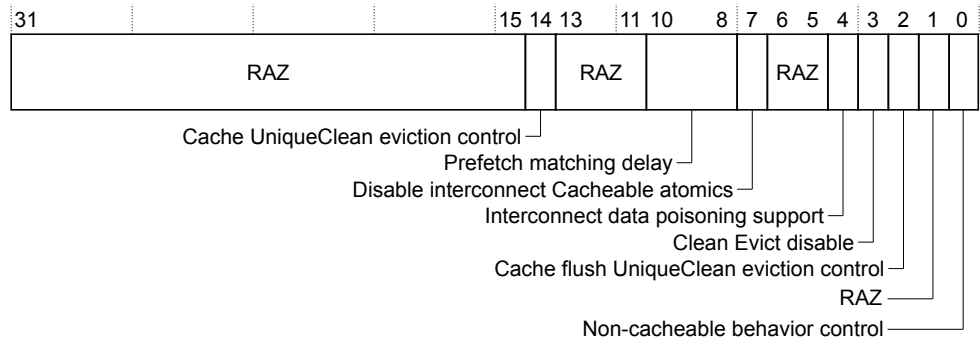 31 15 14 13 11 10 8 7 6 5 4 3 2 1 0
RAZ RAZ RAZ
Cache UniqueClean eviction control
Prefetch matching delay
Disable interconnect Cacheable atomics
Interconnect data poisoning support
Clean Evict disable
Cache flush UniqueClean eviction control
RAZ
Non-cacheable behavior control